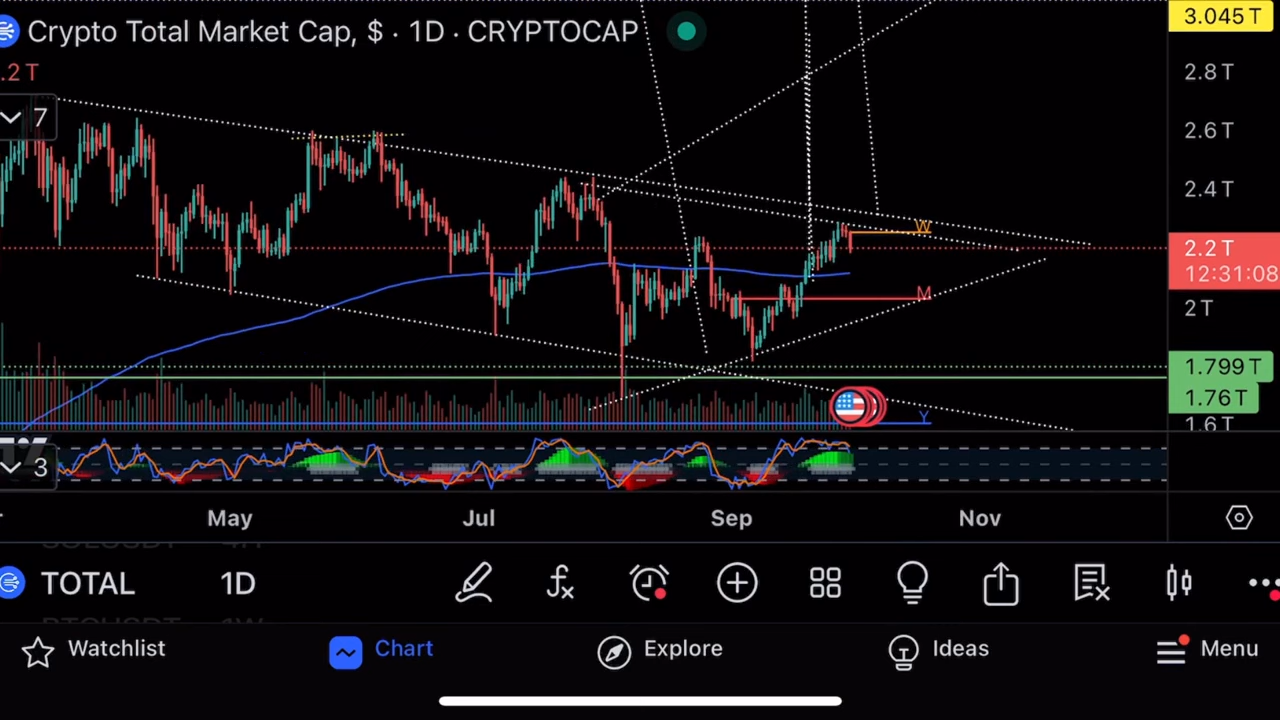 Crypto Total Market Cap, $ · 1D · CRYPTOCAP
3.045 T
.2 T
2.8 T
7
2.6 T
2.4 T
W
2.2 T
12:31:08
M
2 T
1.799 T
1.76 T
Y
1.6 T
3
May
Jul
Sep
Nov
TOTAL
1D
Watchlist
Chart
Explore
Ideas
Menu